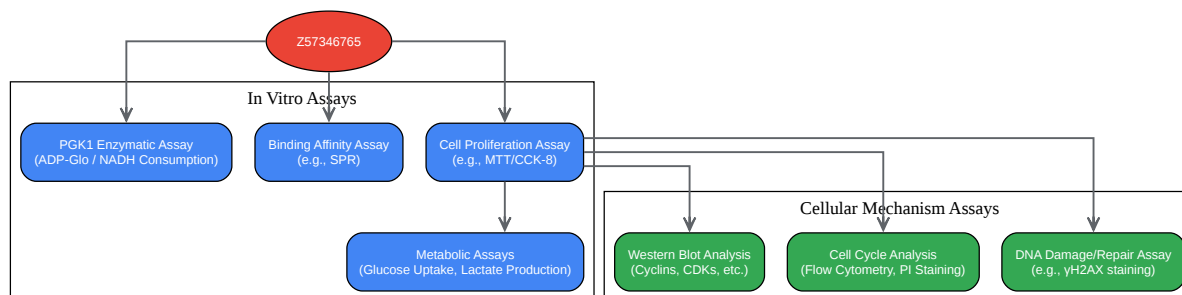 Z57346765
In Vitro Assays
PGK1 Enzymatic Assay
(ADP-Glo / NADH Consumption)
Binding Affinity Assay
(e.g., SPR)
Cell Proliferation Assay
(e.g., MTT/CCK-8)
Metabolic Assays
(Glucose Uptake, Lactate Production)
Cellular Mechanism Assays
Western Blot Analysis
(Cyclins, CDKs, etc.)
Cell Cycle Analysis
(Flow Cytometry, PI Staining)
DNA Damage/Repair Assay
(e.g., γH2AX staining)